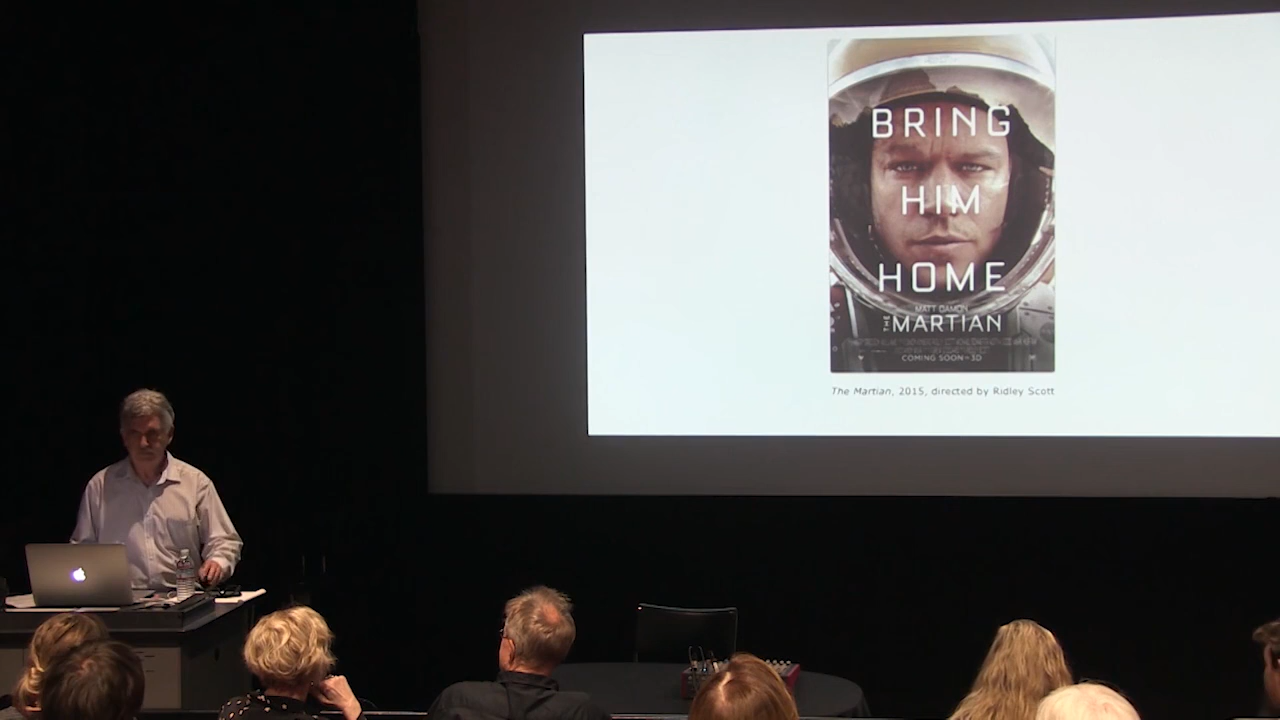 BRING
HIM
HOME
MATT DAMON
THE MARTIAN
COMING SOON - 3D
The Martian, 2015, directed by Ridley Scott